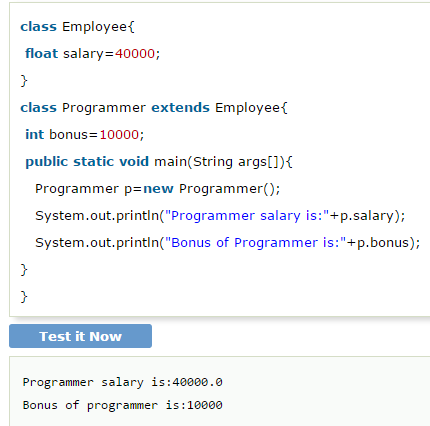 class Employee{
float salary=40000;
}
class Programmer extends Employee{
int bonus=10000;
public static void main(String args[]){
Programmer p=new Programmer();
System.out.println("Programmer salary is:"+p.salary);
System.out.println("Bonus of Programmer is:"+p.bonus);
}
}
Test it Now
Programmer salary is:40000.0
Bonus of programmer is:10000